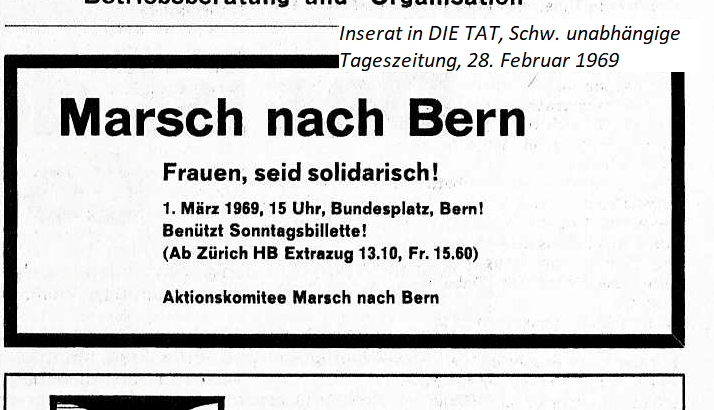 Betriebsberatung und Organisation
Inserat in DIE TAT, Schw. unabhängige
Tageszeitung, 28. Februar 1969
Marsch nach Bern
Frauen, seid solidarisch!
1. März 1969, 15 Uhr, Bundesplatz, Bern!
Benützt Sonntagsbillette!
(Ab Zürich HB Extrazug 13.10, Fr. 15.60)
Aktionskomitee Marsch nach Bern